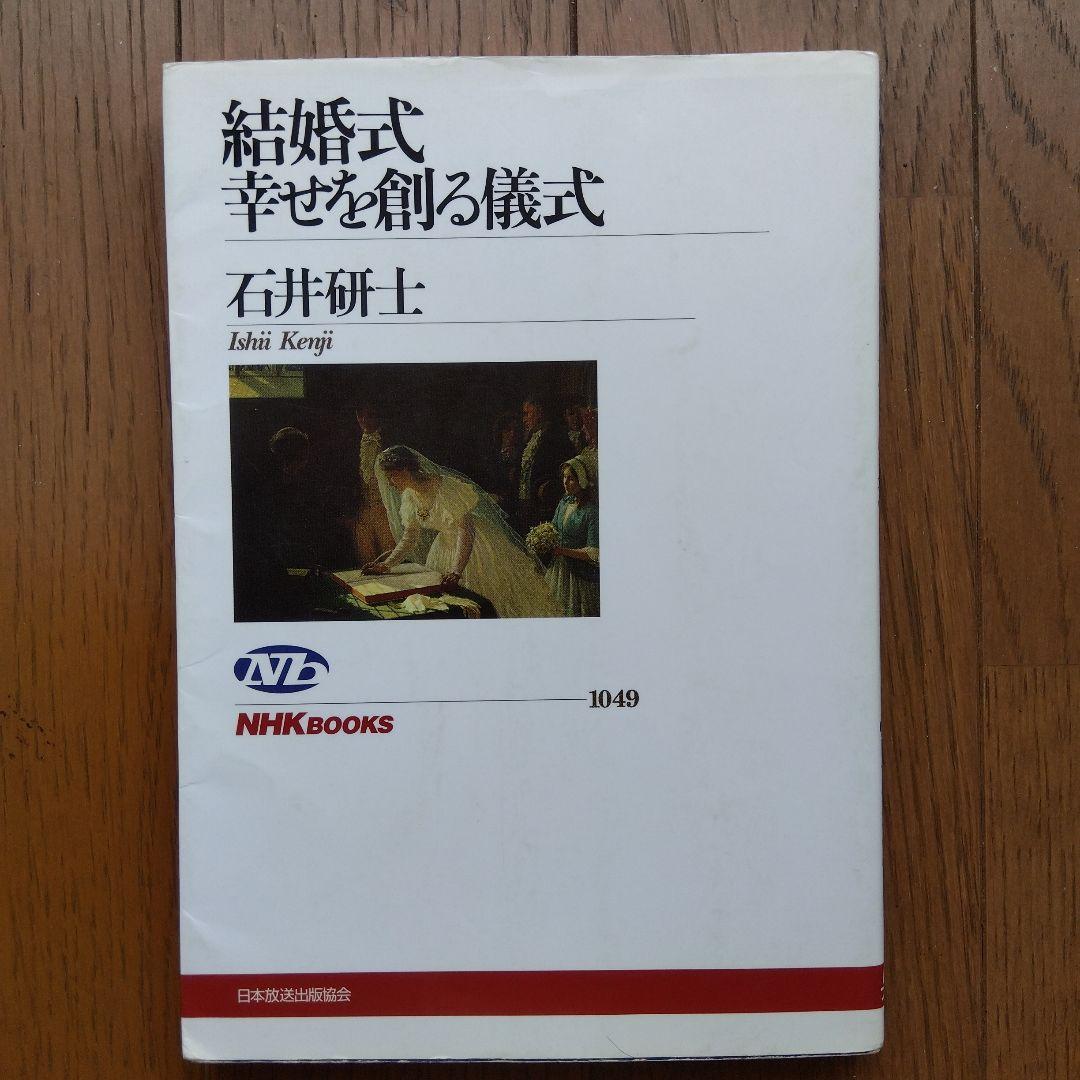 結婚式
幸せを創る儀式
石井研士
Ishii Kenji
Nb
1049
NHKBOOKS
日本放送出版協会